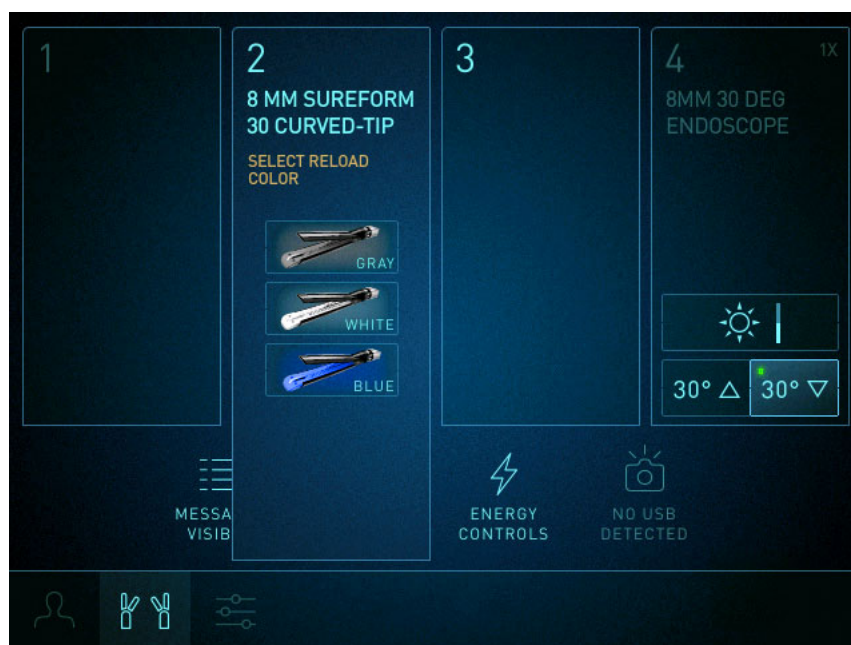 1
2
8 MM SUREFORM
30 CURVED-TIP
SELECT RELOAD
COLOR
GRAY
WHITE
BLUE
3
4
1X
8MM 30 DEG
ENDOSCOPE
30° △
30° ▽
MESSA
VISIB
ENERGY
CONTROLS
NO USB
DETECTED